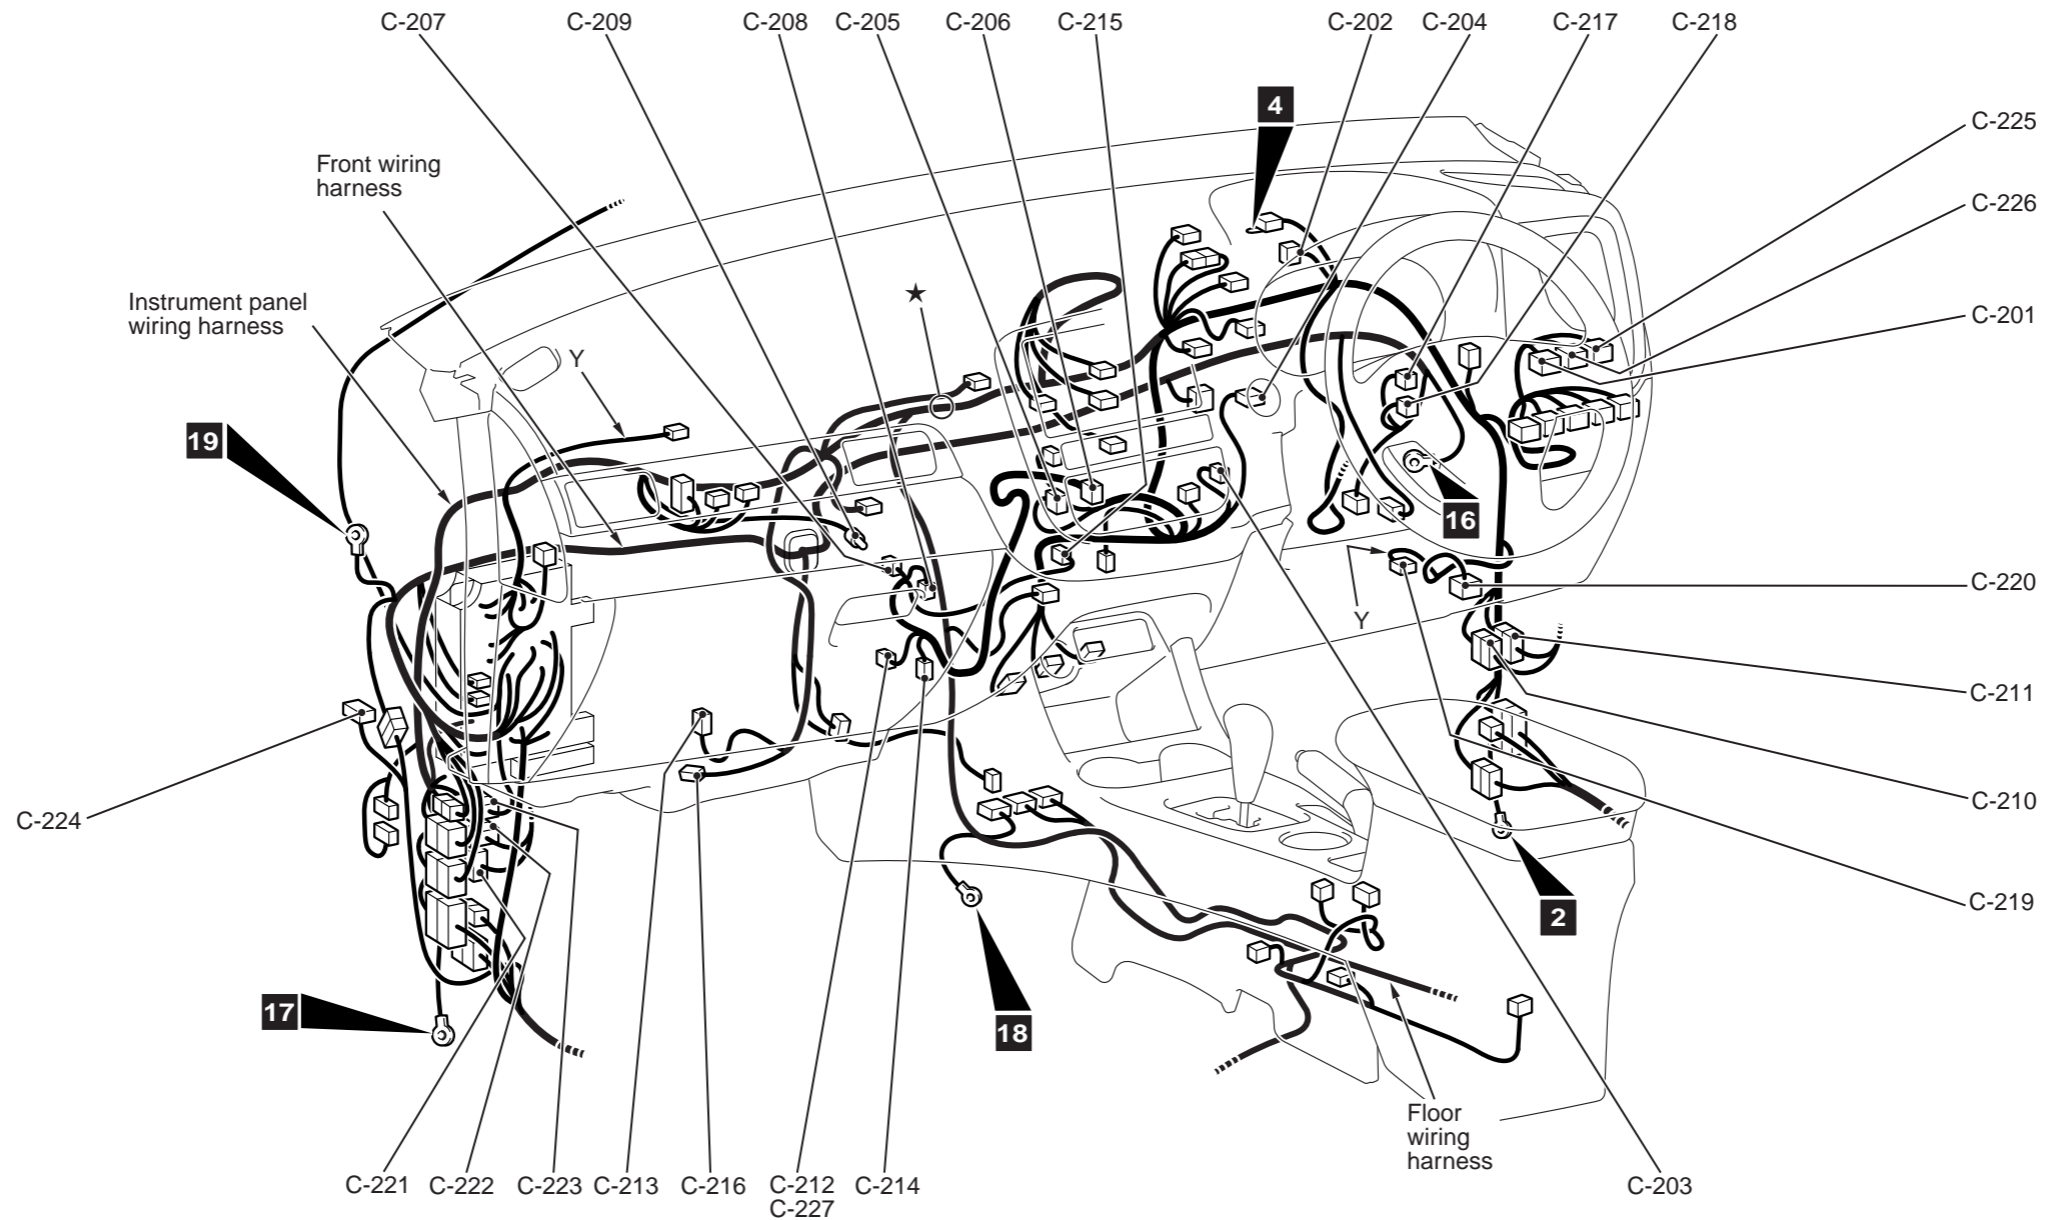 C-207
C-209
C-208
C-205
C-206
C-215
C-202
C-204
C-217
C-218
4
C-225
Front wiring
harness
C-226
★
Instrument panel
wiring harness
C-201
Y
19
16
C-220
Y
C-211
C-210
C-224
C-219
2
17
18
Floor
wiring
harness
C-221
C-222
C-223
C-213
C-216
C-212
C-227
C-214
C-203